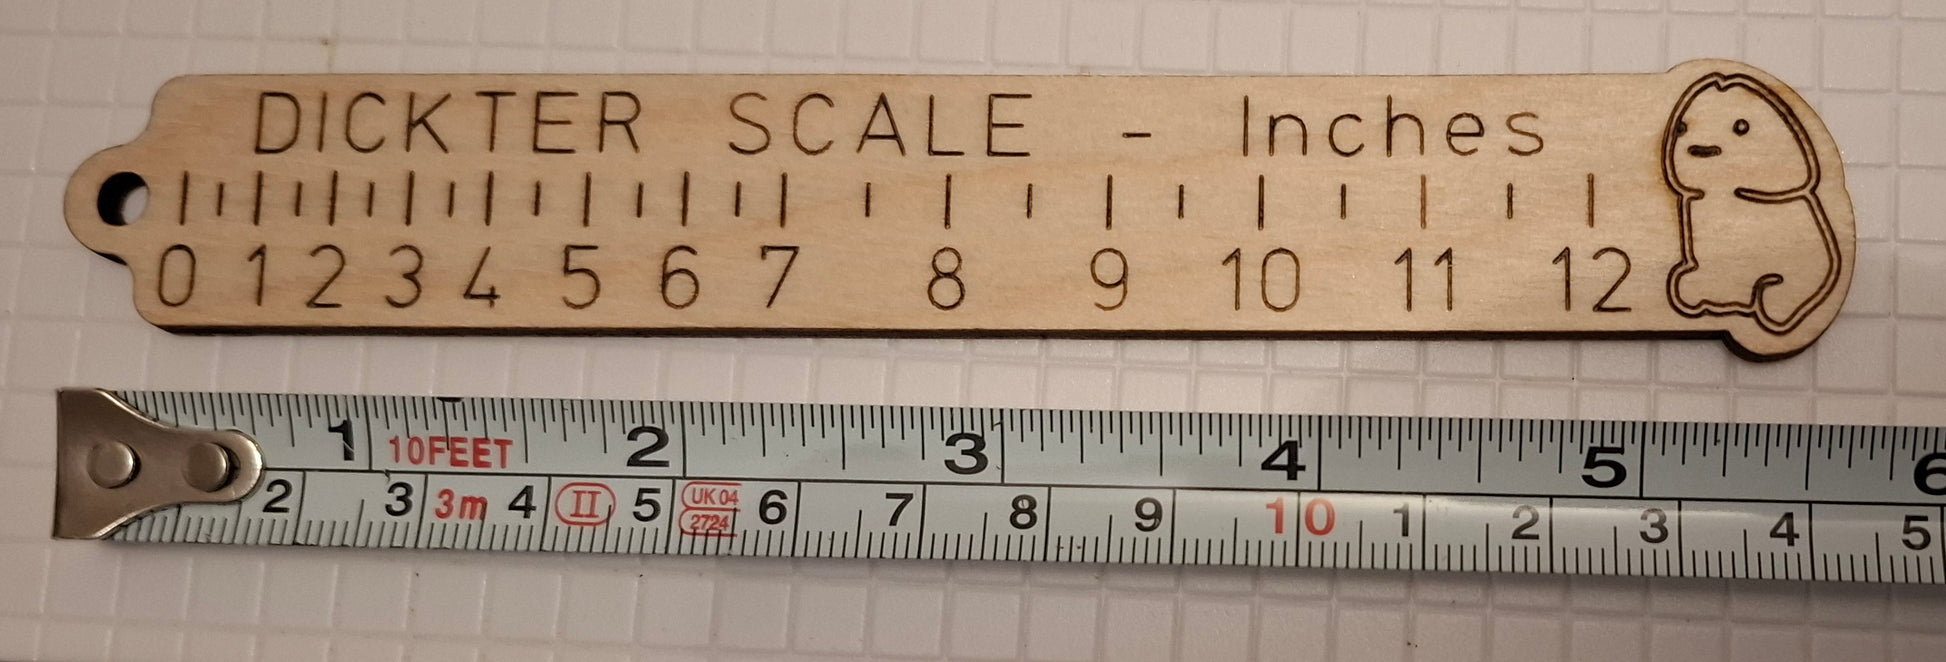 DICKTER SCALE - Inches
0 1 2 3 4 5 6 7 8 9 10 11 12
1 10FEET 2 3 4 5 6
2 3 3m 4 II 5 UK 04 6 7 8 9 10 1 2 3 4 5
2724